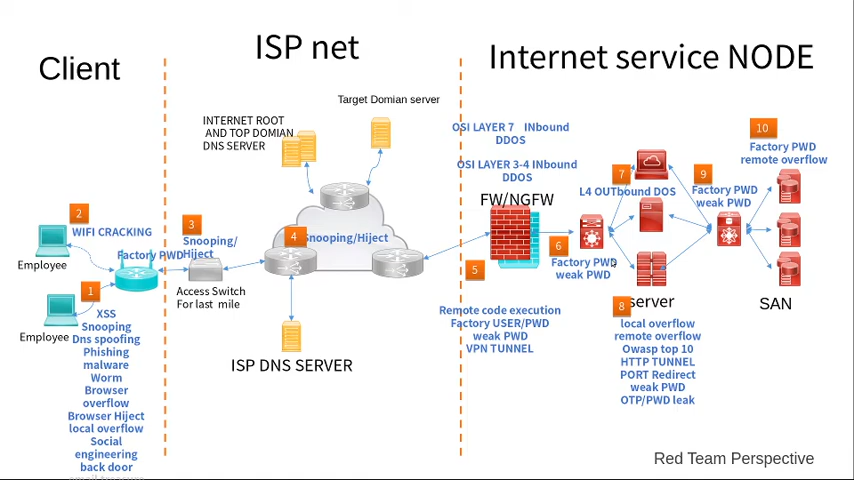 Client
ISP net
Internet service NODE
Target Domian server
INTERNET ROOT
AND TOP DOMIAN
DNS SERVER
OSI LAYER 7 INbound
DDOS
OSI LAYER 3-4 INbound
DDOS
FW/NGFW
10
Factory PWD
remote overflow
7
L4 OUTbound DOS
9
Factory PWD
weak PWD
2
WIFI CRACKING
3
Snooping/
Hiject
4
Snooping/Hiject
Factory PWD
Employee
Access Switch
For last mile
5
6
Factory PWD
weak PWD
1
Employee
XSS
Snooping
Dns spoofing
Phishing
malware
Worm
Browser
overflow
Browser Hiject
local overflow
Social
engineering
back door
ISP DNS SERVER
Remote code execution
Factory USER/PWD
weak PWD
VPN TUNNEL
8
server
local overflow
remote overflow
Owasp top 10
HTTP TUNNEL
PORT Redirect
weak PWD
OTP/PWD leak
SAN
Red Team Perspective